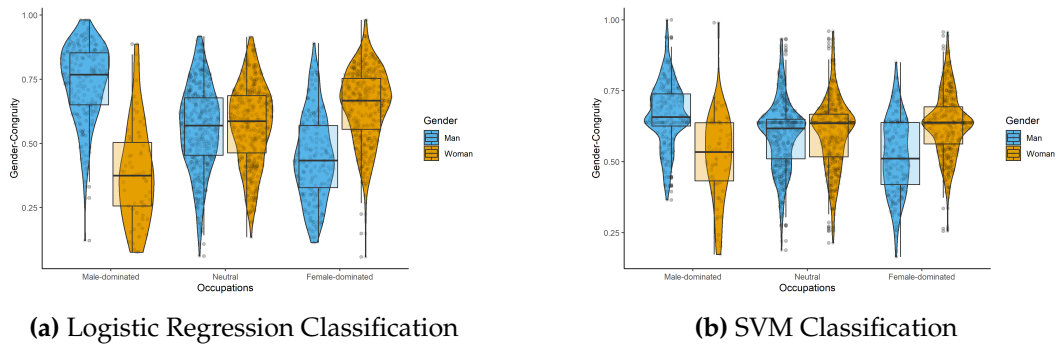 1.00
0.75
0.50
0.25
Gender-Congruity
Male-dominated Neutral Female-dominated
Occupations
Gender
Man
Woman
(a) Logistic Regression Classification
1.00
0.75
0.50
0.25
Gender-Congruity
Male-dominated Neutral Female-dominated
Occupations
Gender
Man
Woman
(b) SVM Classification